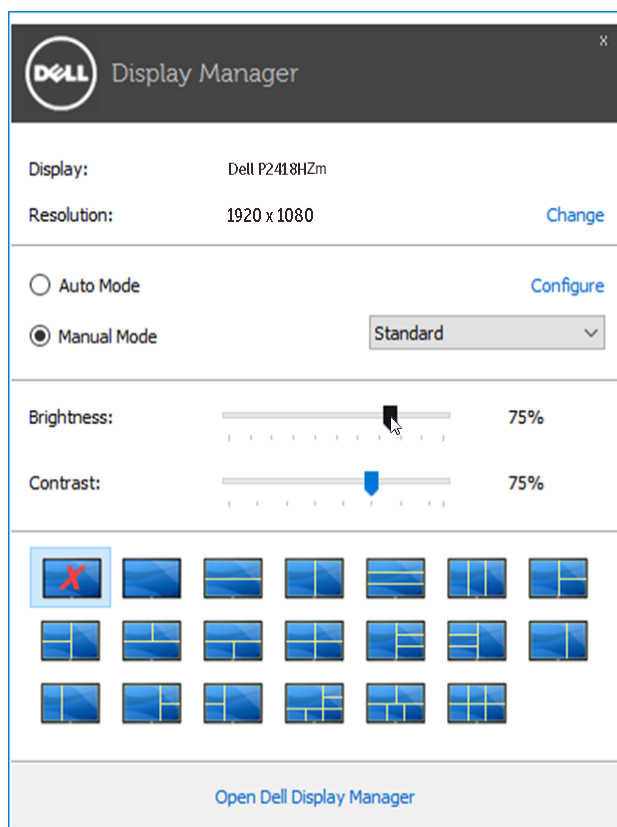 DELL Display Manager x
Display: Dell P2418HZm
Resolution: 1920 x 1080 Change
Auto Mode Configure
Manual Mode Standard
Brightness: 75%
Contrast: 75%
X
Open Dell Display Manager